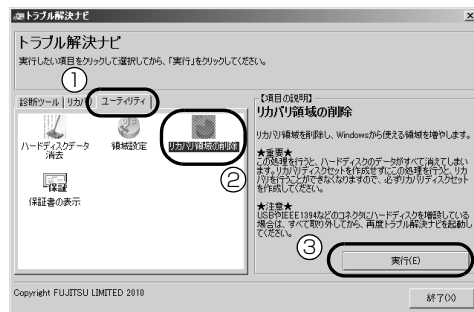 トラブル解決ナビ
トラブル解決ナビ
実行したい項目をクリックして選択してから、「実行」をクリックしてください。
①
診断ツール リカバリ ユーティリティ
ハードディスクデータ
消去
領域設定
リカバリ領域の削除
②
保証
保証書の表示
【項目の説明】
リカバリ領域の削除
リカバリ領域を削除し、Windowsから使える領域を増やします。
★重要★
この処理を行うと、ハードディスクのデータがすべて消えてしまい
ます。リカバリディスクセットを作成せずにこの処理を行うと、リカ
バリを行うことができなくなりますので、必ずリカバリディスクセット
を作成してください。
★注意★
USBやIEEE1394などのコネクタにハードディスクを増設している
場合は、すべて取り外してから、再度トラブル解決ナビを起動し
てください。
③
実行(E)
Copyright FUJITSU LIMITED 2010
終了(X)